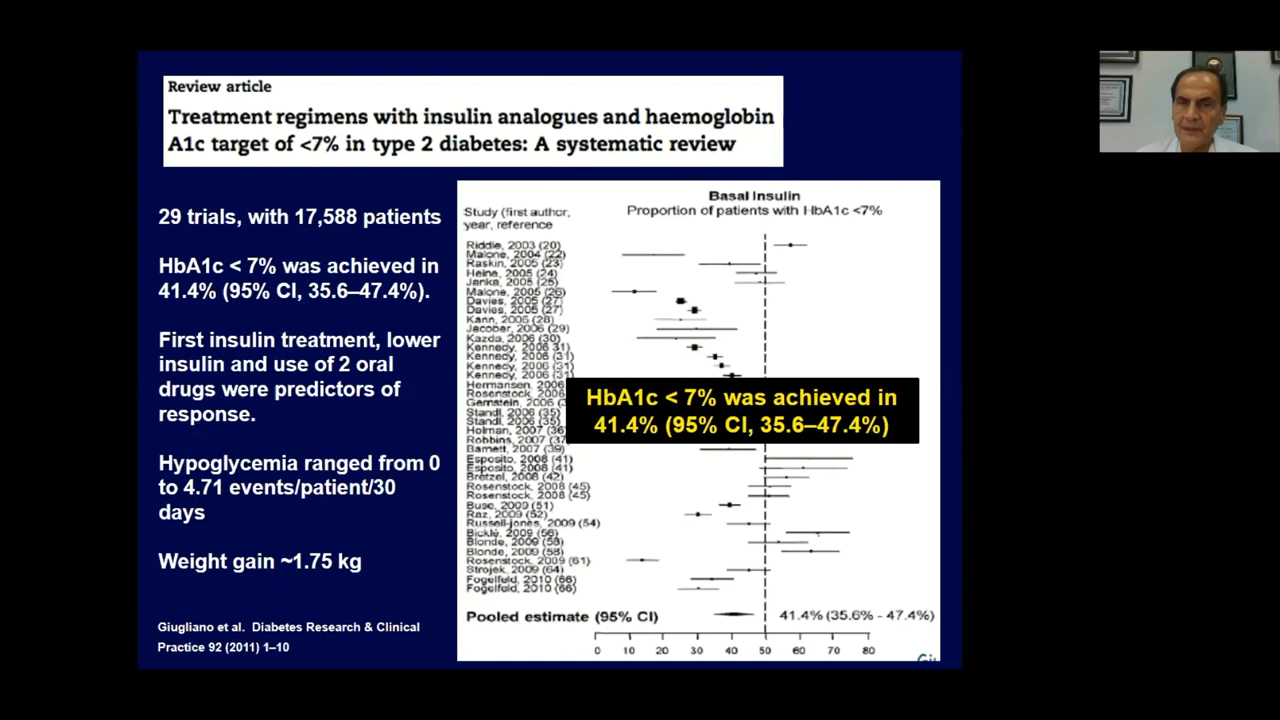 Review article
Treatment regimens with insulin analogues and haemoglobin
A1c target of <7% in type 2 diabetes: A systematic review
29 trials, with 17,588 patients
HbA1c < 7% was achieved in
41.4% (95% CI, 35.6–47.4%).
First insulin treatment, lower
insulin and use of 2 oral
drugs were predictors of
response.
Hypoglycemia ranged from 0
to 4.71 events/patient/30
days
Weight gain ~1.75 kg
Giugliano et al. Diabetes Research & Clinical
Practice 92 (2011) 1–10
Basal Insulin
Proportion of patients with HbA1c <7%
Study (first author,
year, reference
Riddle, 2003 (20)
Malone, 2004 (22)
Raskin, 2005 (23)
Heine, 2005 (24)
Janka, 2005 (25)
Malone, 2005 (26)
Davies, 2005 (27)
Davies, 2005 (27)
Kann, 2006 (28)
Jacober, 2006 (29)
Kazda, 2006 (30)
Kennedy, 2006 31)
Kennedy, 2006 (31)
Kennedy, 2006 (31)
Kennedy, 2006 (31)
Hermansen, 2006
Rosenstock, 2006
Gernstein, 2006
Standl, 2006 (35)
Standl, 2006 (35)
Holman, 2007 (36)
Robbins, 2007 (37
Barnett, 2007 (39)
Esposito, 2008 (41)
Esposito, 2008 (41)
Bretzel, 2008 (42)
Rosenstock, 2008 (45)
Rosenstock, 2008 (45)
Buse, 2009 (51)
Raz, 2009 (52)
Russell-jones, 2009 (54)
Bickle, 2009 (56)
Blonde, 2009 (58)
Blonde, 2009 (58)
Rosenstock, 2009 (61)
Strojek, 2009 (64)
Fogelfeld, 2010 (66)
Fogelfeld, 2010 (66)
HbA1c < 7% was achieved in
41.4% (95% CI, 35.6–47.4%)
Pooled estimate (95% CI) 41.4% (35.6% - 47.4%)
0 10 20 30 40 50 60 70 80